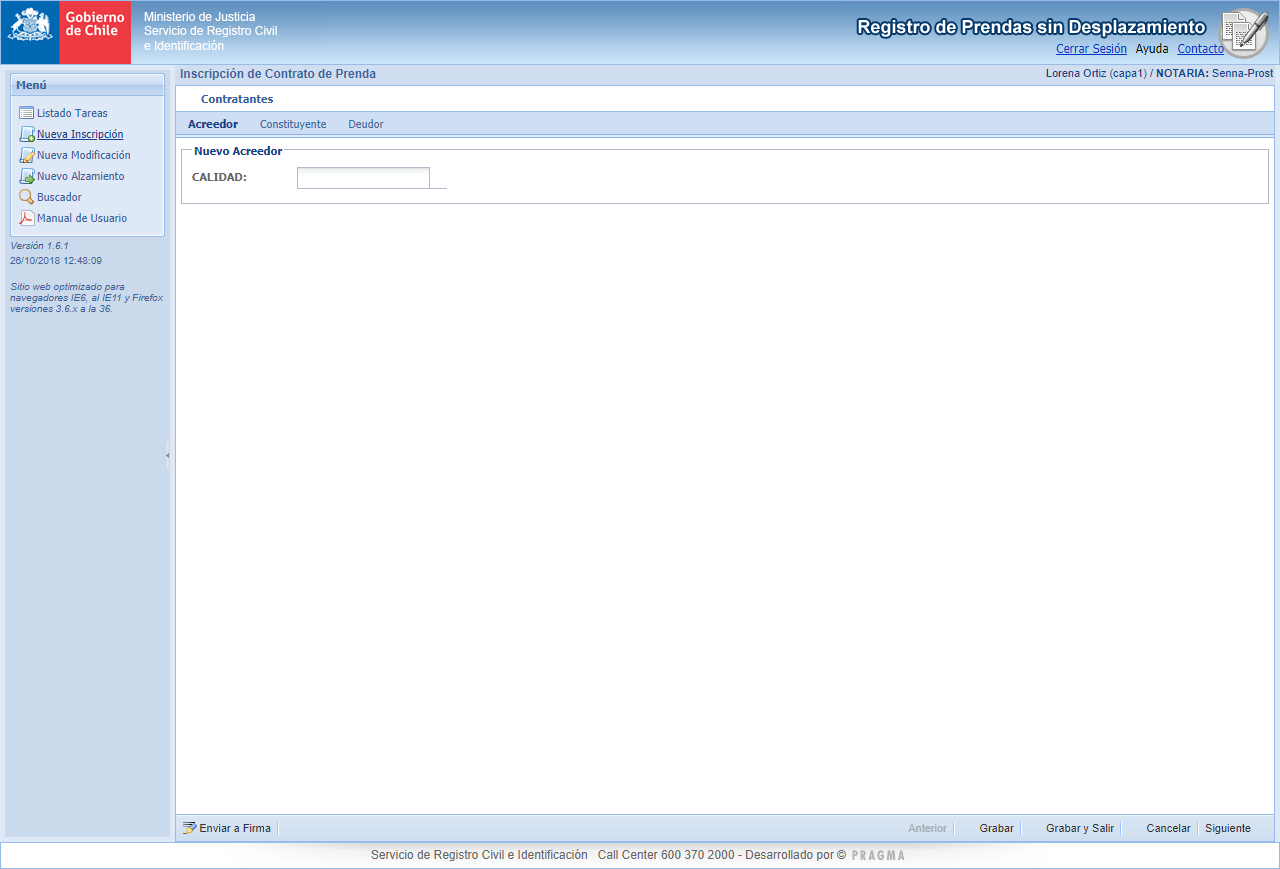 Gobierno de Chile
Ministerio de Justicia
Servicio de Registro Civil
e Identificación
Registro de Prendas sin Desplazamiento
Cerrar Sesión Ayuda Contacto
Menú
Listado Tareas
Nueva Inscripción
Nueva Modificación
Nuevo Alzamiento
Buscador
Manual de Usuario
Versión 1.6.1
26/10/2018 12:48:09
Sitio web optimizado para
navegadores IE6, al IE11 y Firefox
versiones 3.6.x a la 36.
Inscripción de Contrato de Prenda
Lorena Ortiz (capa1) / NOTARIA: Senna-Prost
Contratantes
Acreedor Constituyente Deudor
Nuevo Acreedor
CALIDAD:
Enviar a Firma Anterior Grabar Grabar y Salir Cancelar Siguiente
Servicio de Registro Civil e Identificación Call Center 600 370 2000 - Desarrollado por © PRAGMA